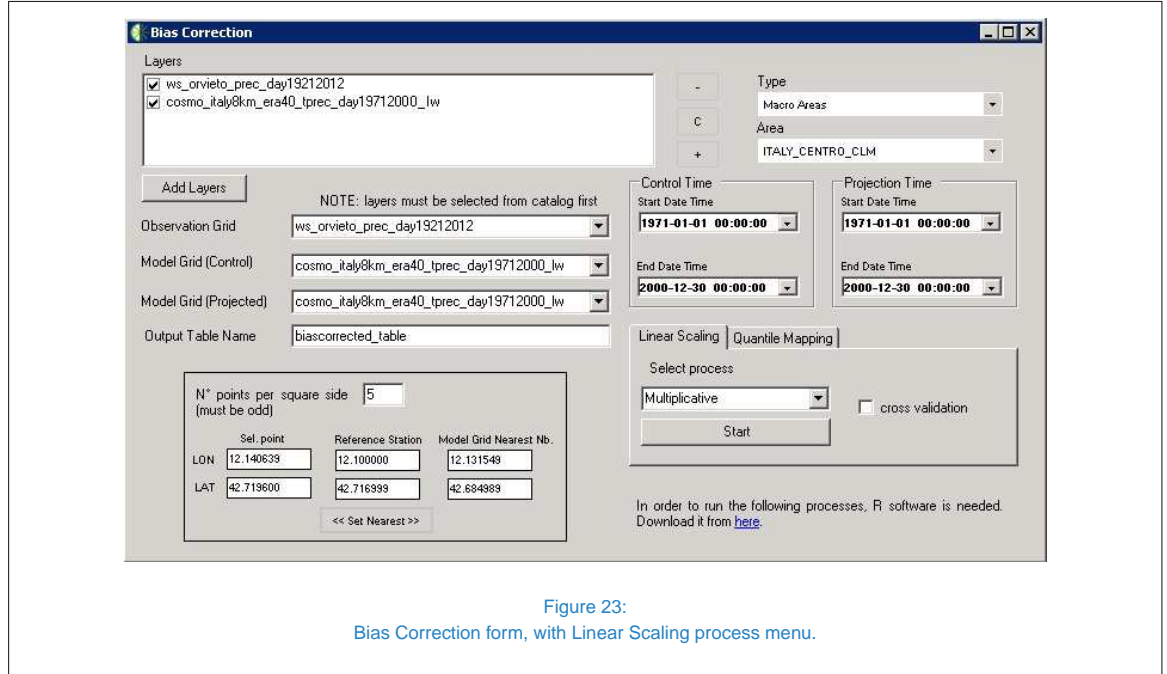 Bias Correction
Layers
ws_orvieto_prec_day19212012
cosmo_italy8km_era40_tprec_day19712000_lw
-
C
+
Type
Macro Areas
Area
ITALY_CENTRO_CLM
Add Layers
NOTE: layers must be selected from catalog first
Observation Grid
ws_orvieto_prec_day19212012
Model Grid (Control)
cosmo_italy8km_era40_tprec_day19712000_lw
Model Grid (Projected)
cosmo_italy8km_era40_tprec_day19712000_lw
Output Table Name
biascorrected_table
Control Time
Start Date Time
1971-01-01 00:00:00
End Date Time
2000-12-30 00:00:00
Projection Time
Start Date Time
1971-01-01 00:00:00
End Date Time
2000-12-30 00:00:00
N° points per square side 5
(must be odd)
Sel. point Reference Station Model Grid Nearest Nb.
LON 12.140639 12.100000 12.131549
LAT 42.719600 42.716999 42.684989
<< Set Nearest >>
Linear Scaling Quantile Mapping
Select process
Multiplicative
cross validation
Start
In order to run the following processes, R software is needed.
Download it from here.
Figure 23:
Bias Correction form, with Linear Scaling process menu.